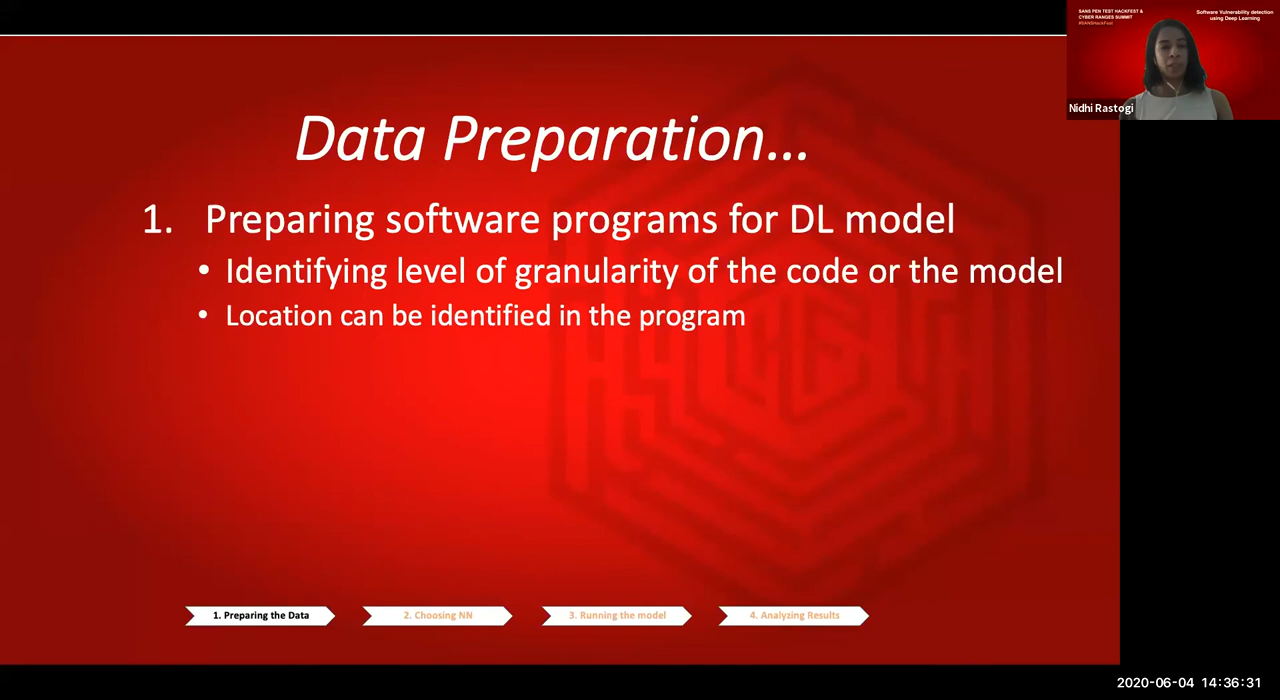 SANS PEN TEST HACKFEST &
CYBER RANGES SUMMIT
#SANSHackFest
Software Vulnerability detection
using Deep Learning
Nidhi Rastogi
Data Preparation...
1. Preparing software programs for DL model
• Identifying level of granularity of the code or the model
• Location can be identified in the program
1. Preparing the Data
2. Choosing NN
3. Running the model
4. Analyzing Results
2020-06-04 14:36:31